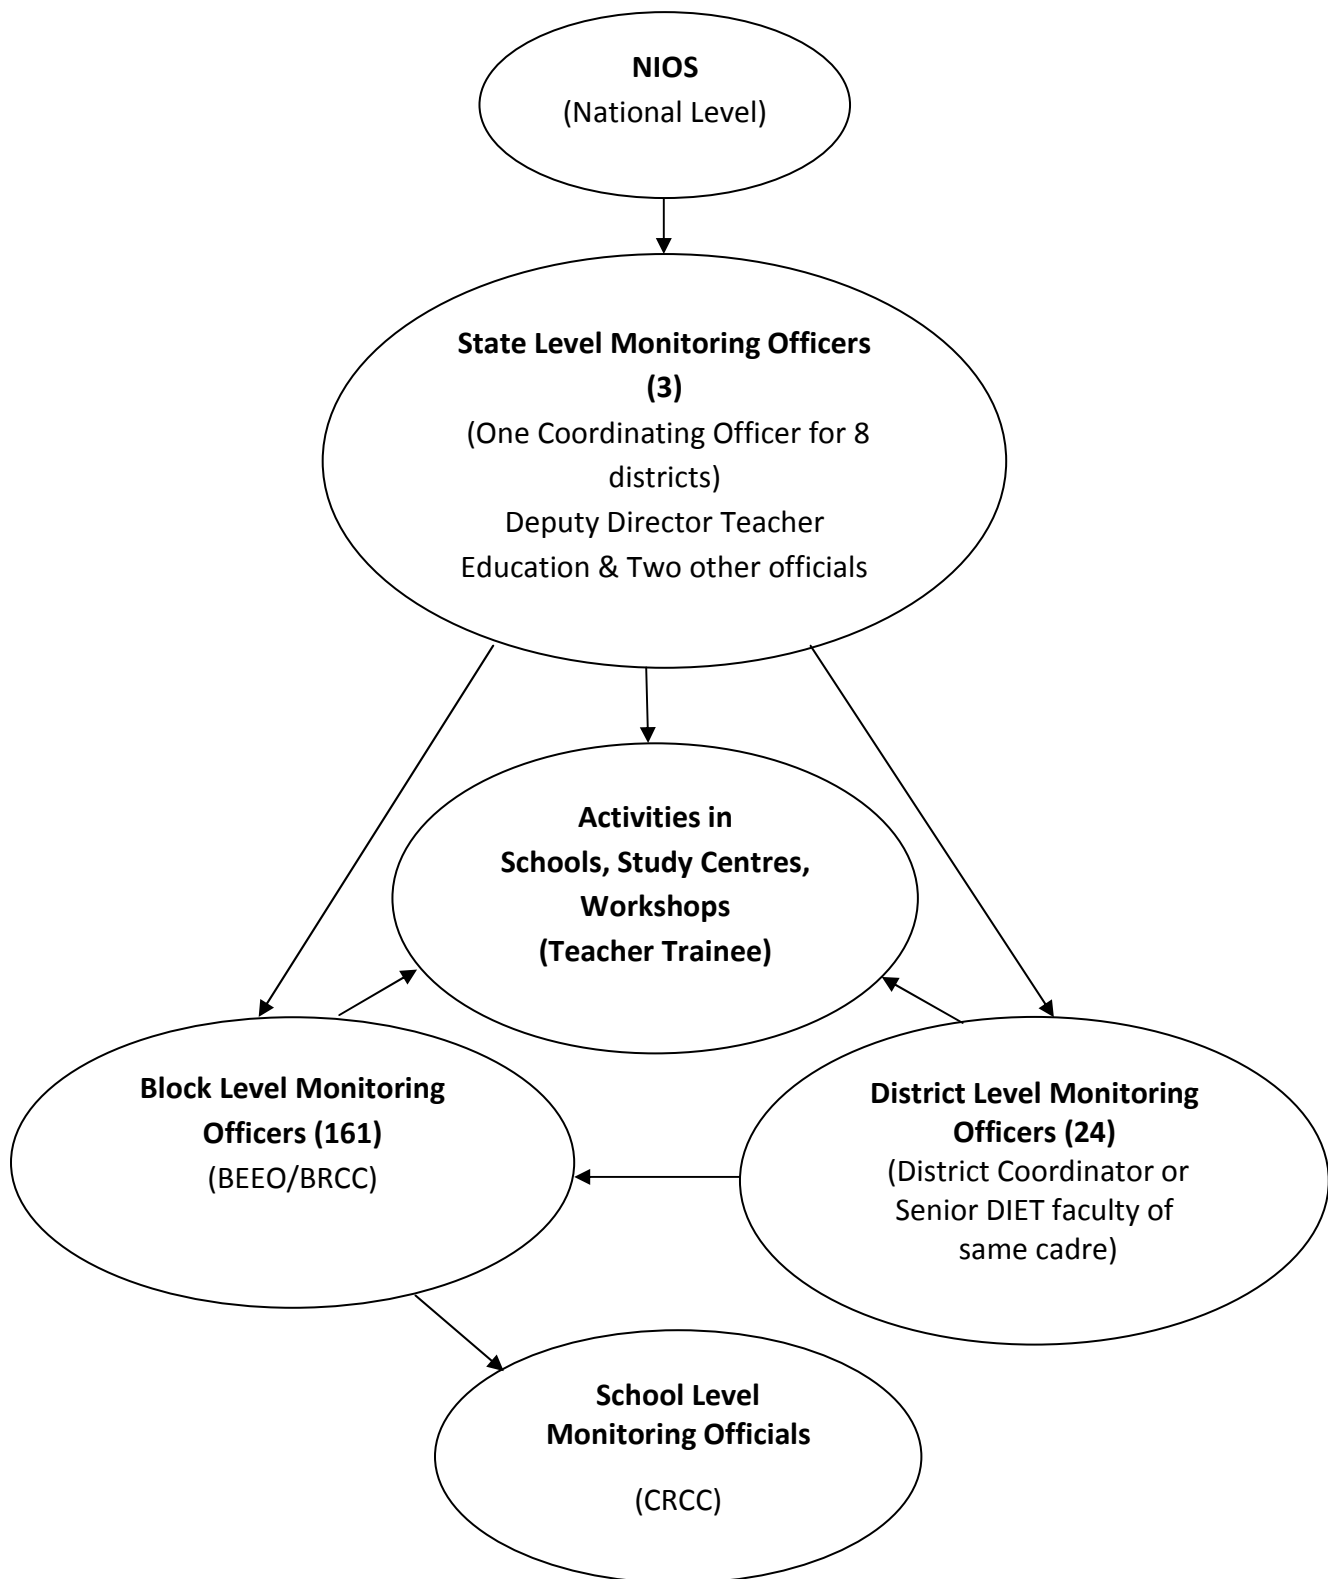 NIOS
(National Level)
State Level Monitoring Officers
(3)
(One Coordinating Officer for 8
districts)
Deputy Director Teacher
Education & Two other officials
Activities in
Schools, Study Centres,
Workshops
(Teacher Trainee)
Block Level Monitoring
Officers (161)
(BEEO/BRCC)
District Level Monitoring
Officers (24)
(District Coordinator or
Senior DIET faculty of
same cadre)
School Level
Monitoring Officials
(CRCC)